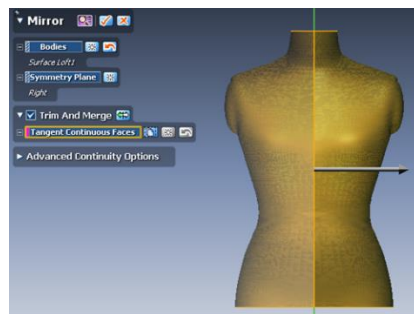 Mirror
Bodies
Surface Loft1
Symmetry Plane
Right
Trim And Merge
Tangent Continuous Faces
Advanced Continuity Options